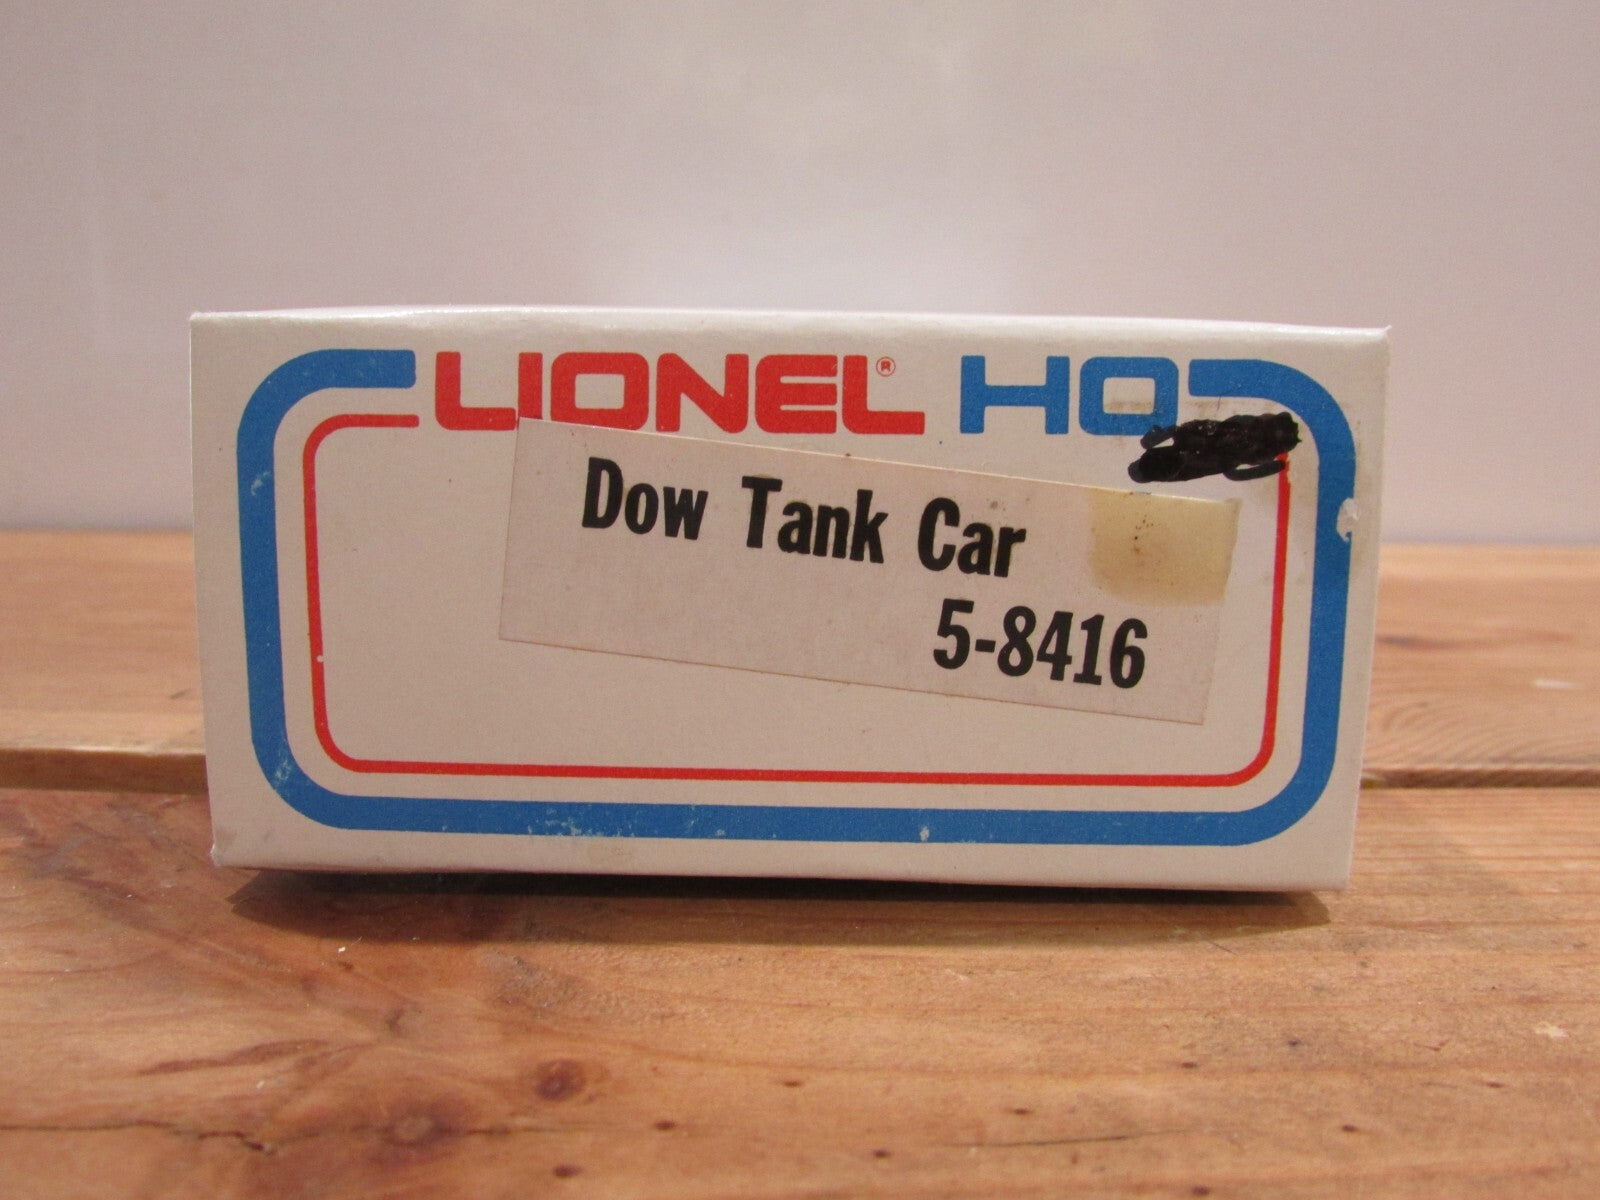 LIONEL® HO
Dow Tank Car
5-8416